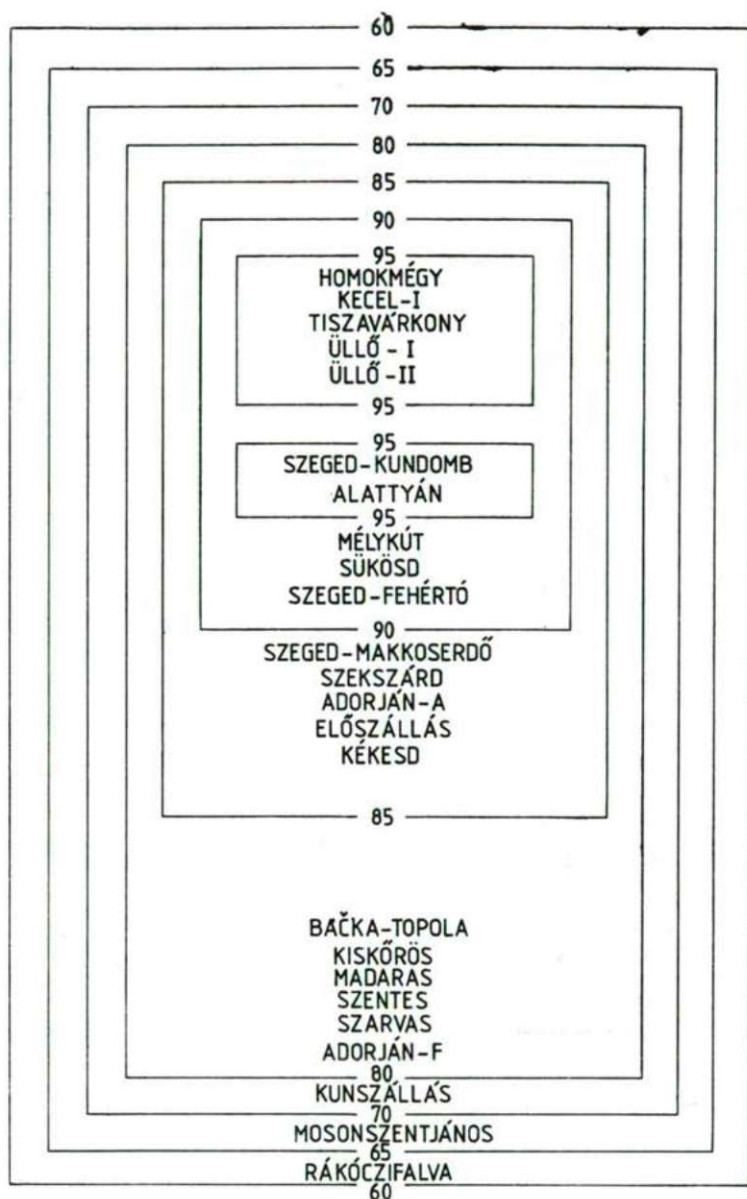 60
65
70
80
85
90
95
HOMOKMÉGY
KECEL-I
TISZAVÁRKONY
ÜLLŐ - I
ÜLLŐ -II
95
95
SZEGED-KUNDOMB
ALATTYÁN
95
MÉLYKÚT
SÜKÖSD
SZEGED-FEHÉRTÓ
90
SZEGED-MAKKOSERDŐ
SZEKSZÁRD
ADORJÁN-A
ELŐSZÁLLÁS
KÉKESD
85
BAČKA-TOPOLA
KISKŐRÖS
MADARAS
SZENTES
SZARVAS
ADORJÁN-F
80
KUNSZÁLLÁS
70
MOSONSZENTJÁNOS
65
RÁKÓCZIFALVA
60